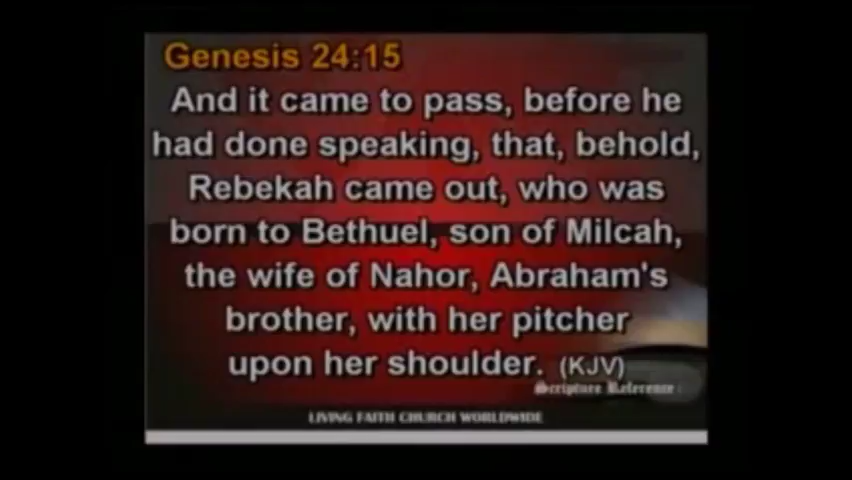 Genesis 24:15
And it came to pass, before he
had done speaking, that, behold,
Rebekah came out, who was
born to Bethuel, son of Milcah,
the wife of Nahor, Abraham's
brother, with her pitcher
upon her shoulder. (KJV)
Scripture Reference :
LIVING FAITH CHURCH WORLDWIDE